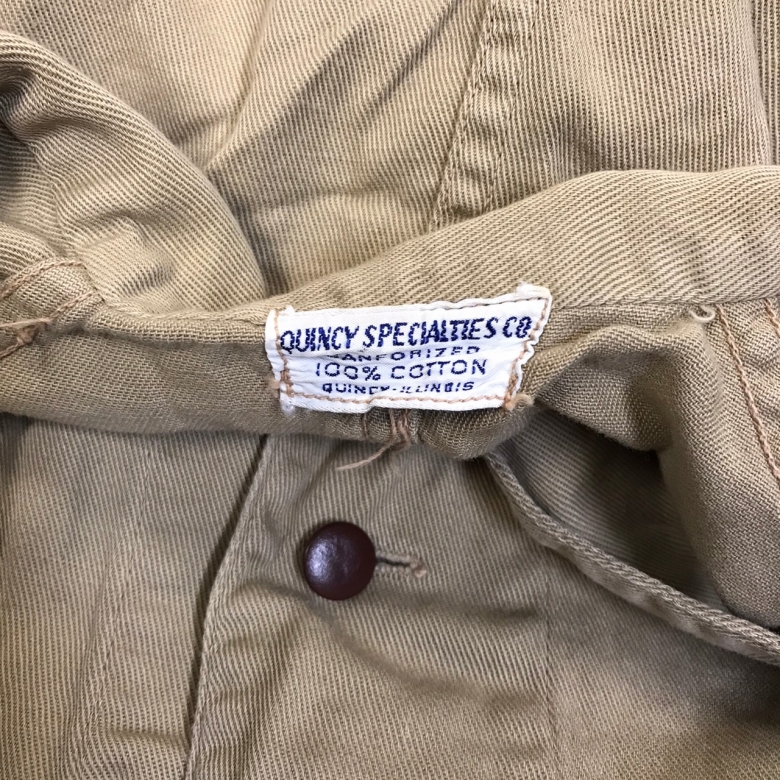 QUINCY SPECIALTIES CO
SANFORIZED
100% COTTON
QUINCY-ILLINOIS